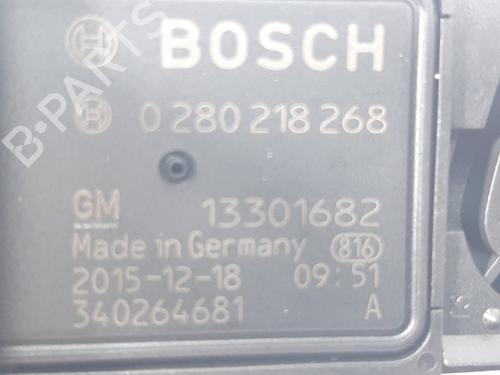 BOSCH
0 280 218 268
GM 13301682
Made in Germany 816
2015-12-18 09:51
340264681 A
B-PARTS